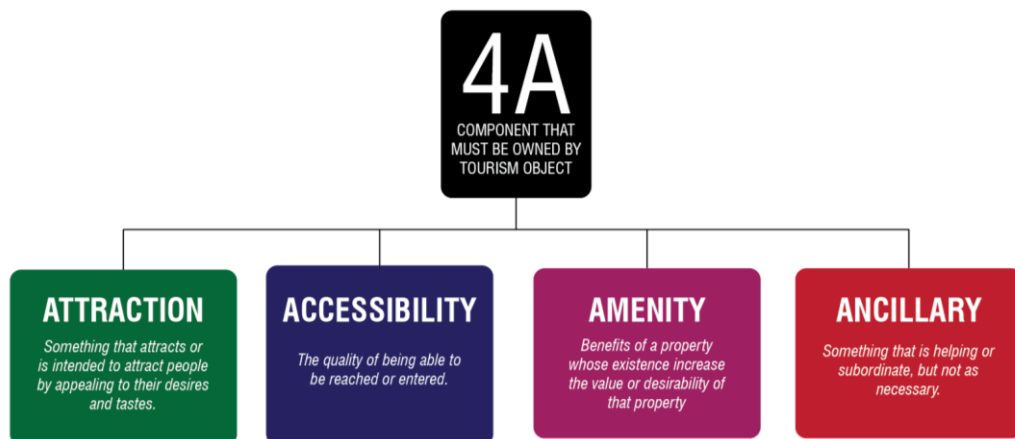 4A
COMPONENT THAT
MUST BE OWNED BY
TOURISM OBJECT
ATTRACTION
Something that attracts or
is intended to attract people
by appealing to their desires
and tastes.
ACCESSIBILITY
The quality of being able to
be reached or entered.
AMENITY
Benefits of a property
whose existence increase
the value or desirability of
that property
ANCILLARY
Something that is helping or
subordinate, but not as
necessary.